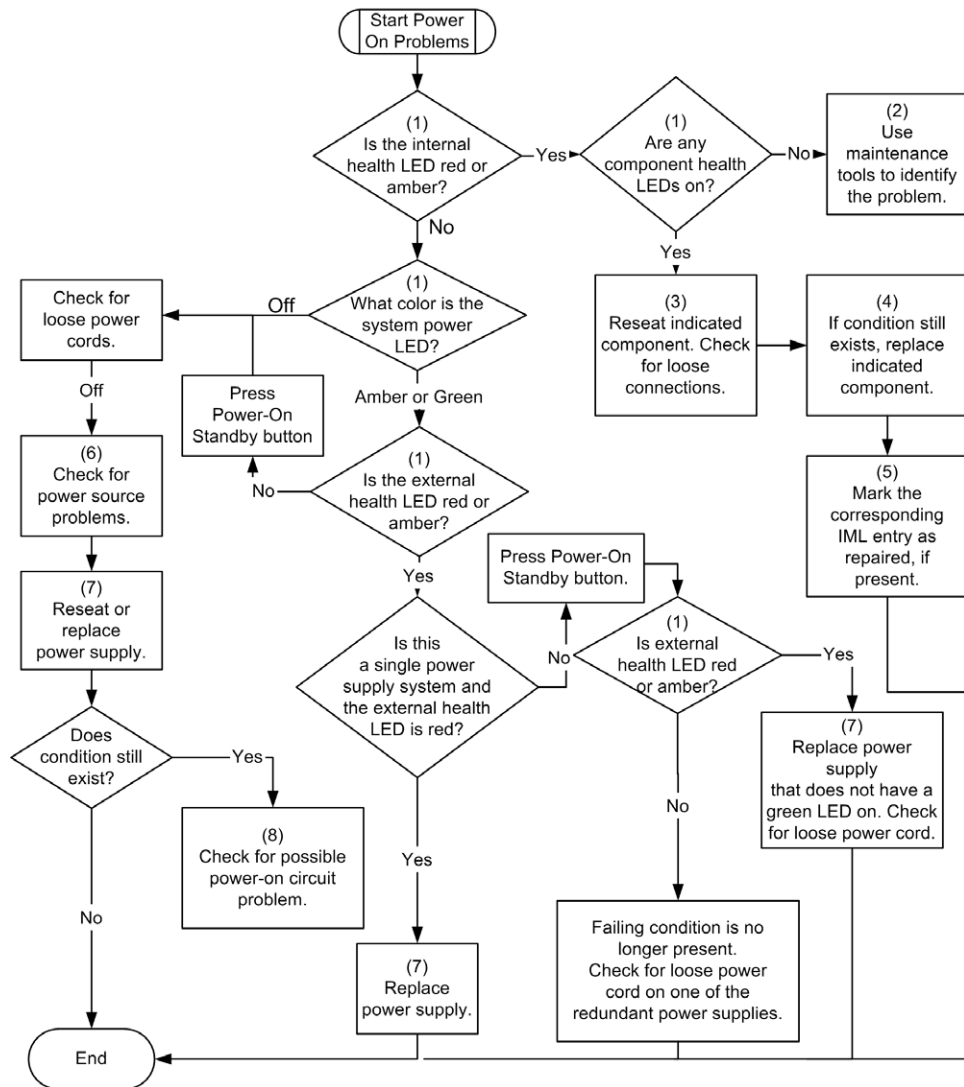 Start Power
On Problems
(1)
Is the internal
health LED red or
amber?
Yes
(1)
Are any
component health
LEDs on?
No
(2)
Use
maintenance
tools to identify
the problem.
No
Yes
Check for
loose power
cords.
Off
(1)
What color is the
system power
LED?
(3)
Reseat indicated
component. Check
for loose
connections.
(4)
If condition still
exists, replace
indicated
component.
Off
Press
Power-On
Standby button
Amber or Green
(6)
Check for
power source
problems.
No
(1)
Is the external
health LED red or
amber?
(5)
Mark the
corresponding
IML entry as
repaired, if
present.
Yes
Press Power-On
Standby button.
(7)
Reseat or
replace
power supply.
Is this
a single power
supply system and
the external health
LED is red?
No
(1)
Is external
health LED red
or amber?
Yes
Does
condition still
exist?
Yes
(7)
Replace power
supply
that does not have a
green LED on. Check
for loose power cord.
No
(8)
Check for possible
power-on circuit
problem.
Yes
No
Failing condition is no
longer present.
Check for loose power
cord on one of the
redundant power supplies.
(7)
Replace
power supply.
End